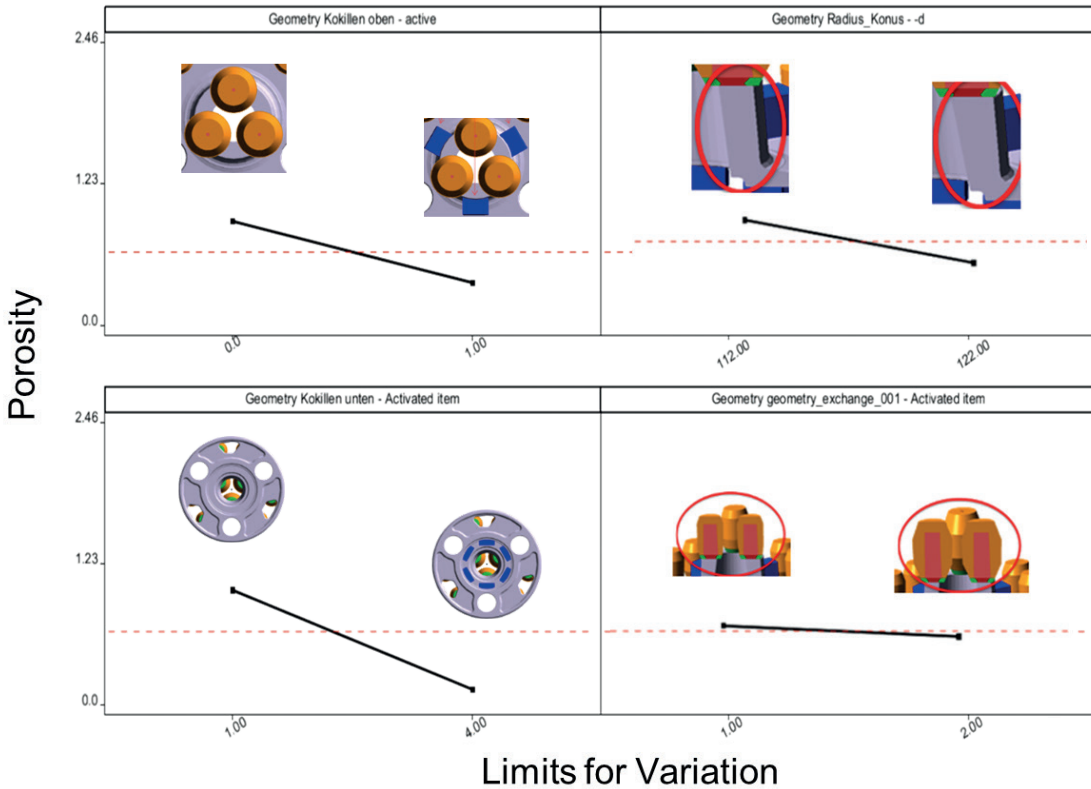 Geometry Kokillen oben - active
Geometry Radius_Konus - -d
2.46
1.23
0.0
0.0
1.00
112.00
122.00
Porosity
Geometry Kokillen unten - Activated item
Geometry geometry_exchange_001 - Activated item
2.46
1.23
0.0
1.00
4.00
1.00
2.00
Limits for Variation